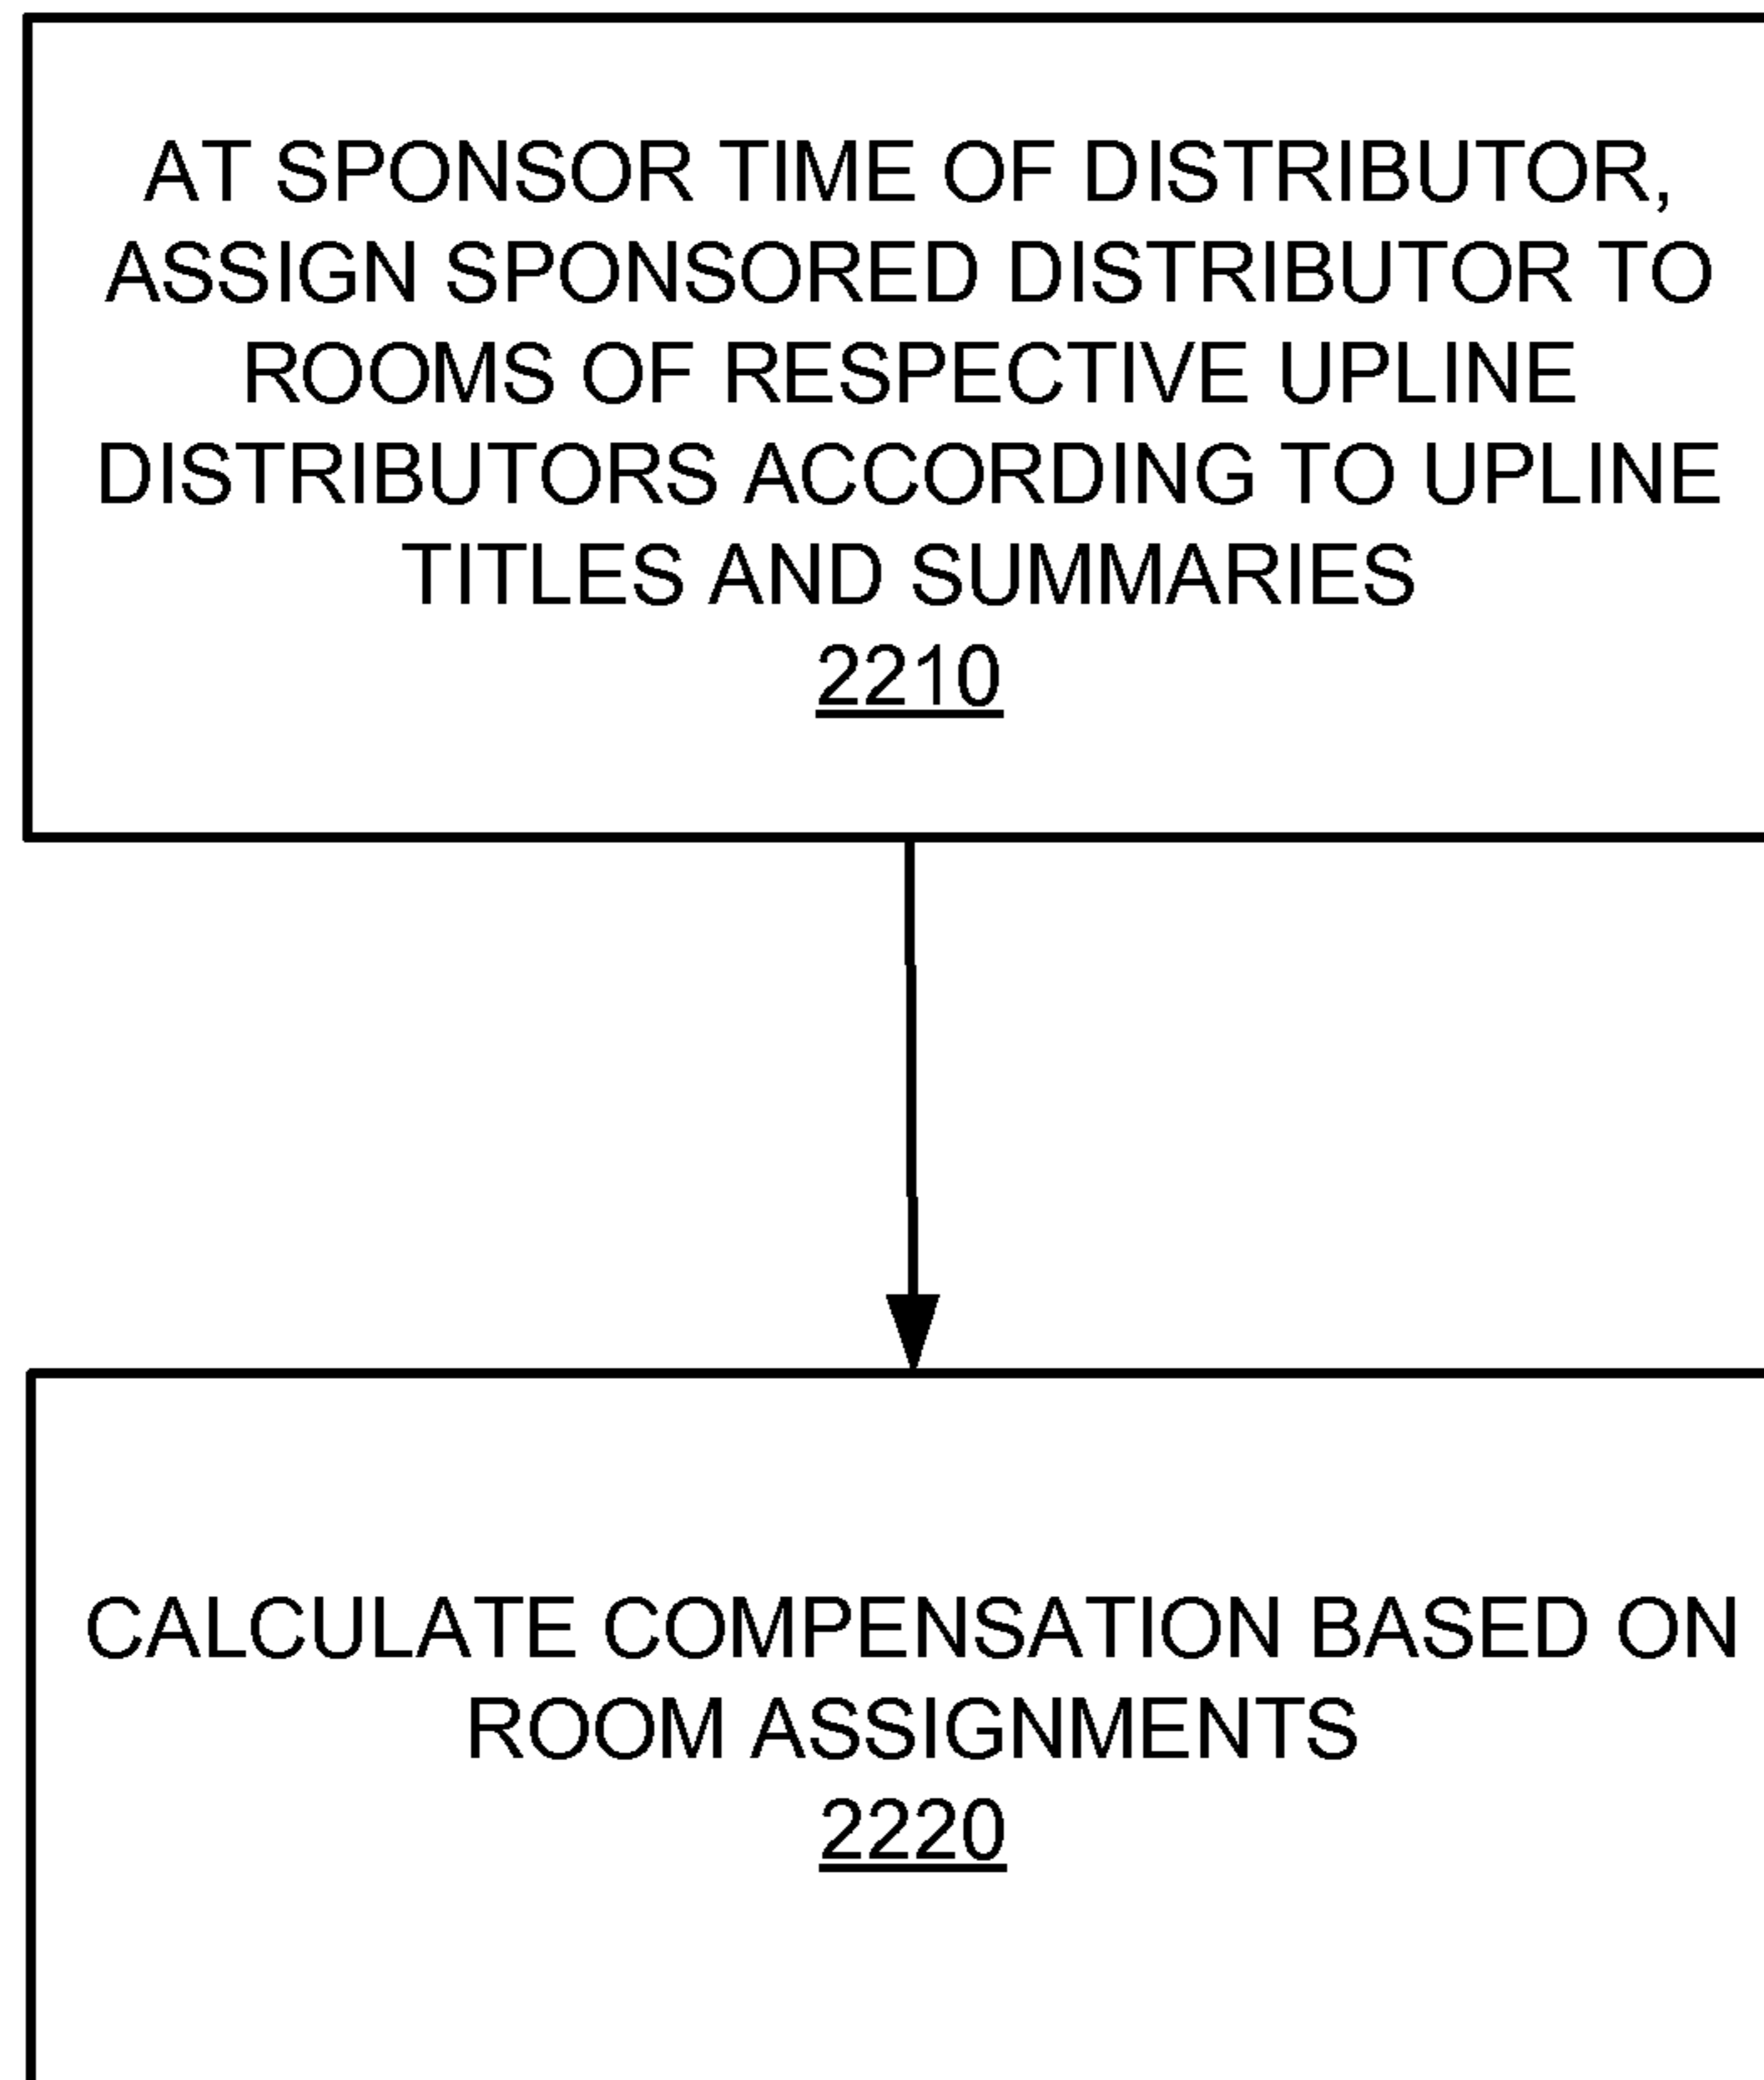 AT SPONSOR TIME OF DISTRIBUTOR,
ASSIGN SPONSORED DISTRIBUTOR TO
ROOMS OF RESPECTIVE UPLINE
DISTRIBUTORS ACCORDING TO UPLINE
TITLES AND SUMMARIES
2210
CALCULATE COMPENSATION BASED ON
ROOM ASSIGNMENTS
2220